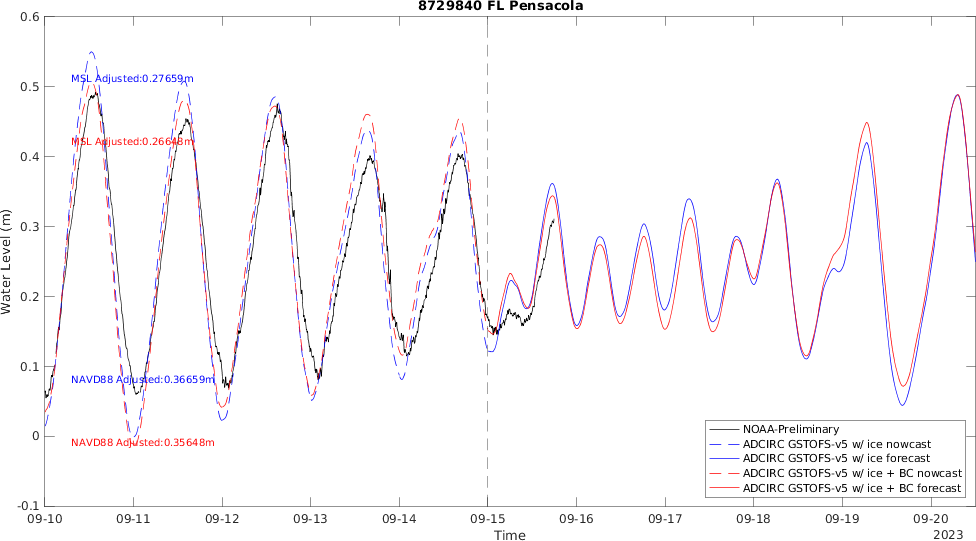 8729840 FL Pensacola
0.6
0.5
0.4
0.3
0.2
0.1
0
-0.1
Water Level (m)
MSL Adjusted:0.27659m
MSL Adjusted:0.26648m
NAVD88 Adjusted:0.36659m
NAVD88 Adjusted:0.35648m
NOAA-Preliminary
ADCIRC GSTOFS-v5 w/ ice nowcast
ADCIRC GSTOFS-v5 w/ ice forecast
ADCIRC GSTOFS-v5 w/ ice + BC nowcast
ADCIRC GSTOFS-v5 w/ ice + BC forecast
09-10 09-11 09-12 09-13 09-14 09-15 09-16 09-17 09-18 09-19 09-20
Time
2023